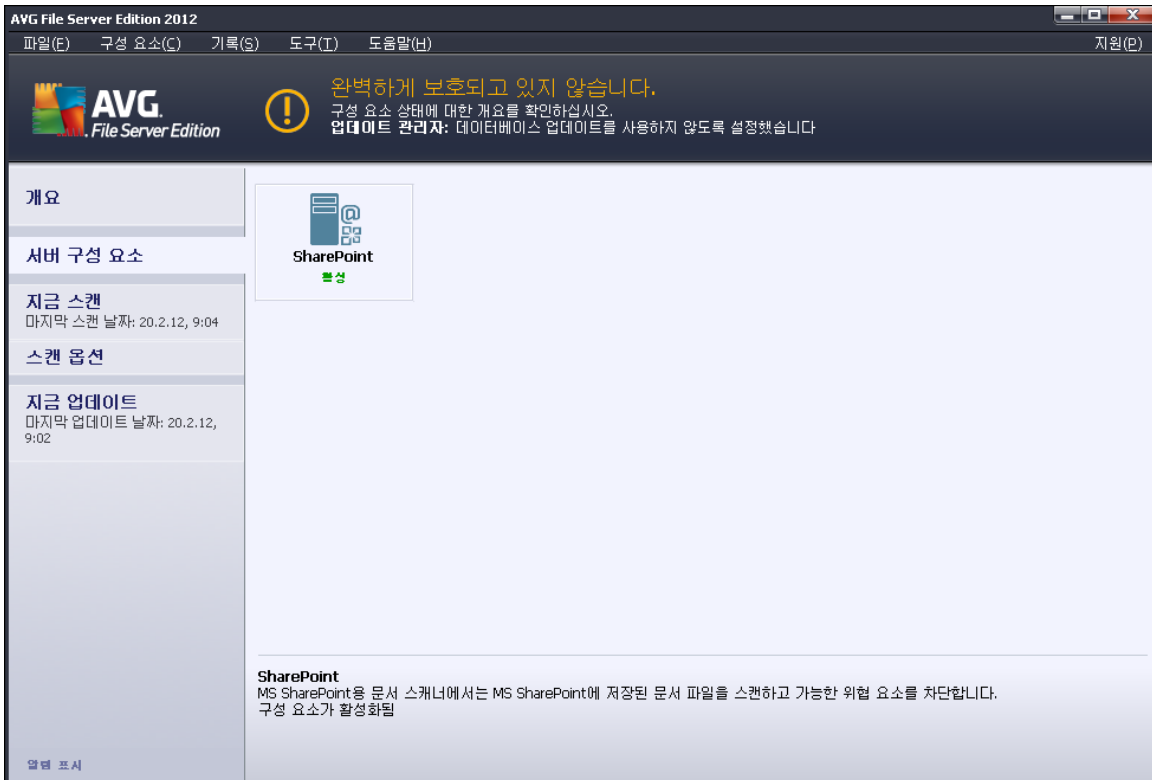 AVG File Server Edition 2012
파일(F) 구성 요소(C) 기록(S) 도구(T) 도움말(H) 지원(P)
AVG.
File Server Edition
완벽하게 보호되고 있지 않습니다.
구성 요소 상태에 대한 개요를 확인하십시오.
업데이트 관리자: 데이터베이스 업데이트를 사용하지 않도록 설정했습니다
개요
서버 구성 요소
지금 스캔
마지막 스캔 날짜: 20.2.12, 9:04
스캔 옵션
지금 업데이트
마지막 업데이트 날짜: 20.2.12,
9:02
SharePoint
활성
SharePoint
MS SharePoint용 문서 스캐너에서는 MS SharePoint에 저장된 문서 파일을 스캔하고 가능한 위협 요소를 차단합니다.
구성 요소가 활성화됨
알림 표시